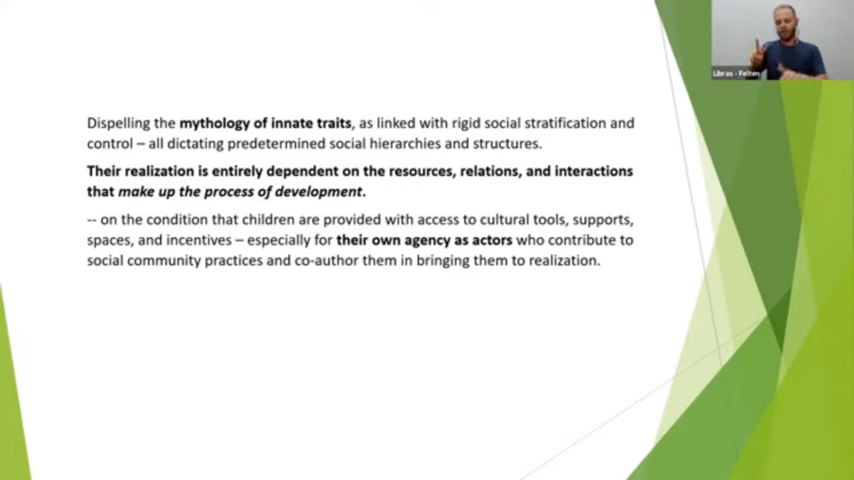 Dispelling the mythology of innate traits, as linked with rigid social stratification and
control – all dictating predetermined social hierarchies and structures.
Their realization is entirely dependent on the resources, relations, and interactions
that make up the process of development.
-- on the condition that children are provided with access to cultural tools, supports,
spaces, and incentives – especially for their own agency as actors who contribute to
social community practices and co-author them in bringing them to realization.
Libras - Felten